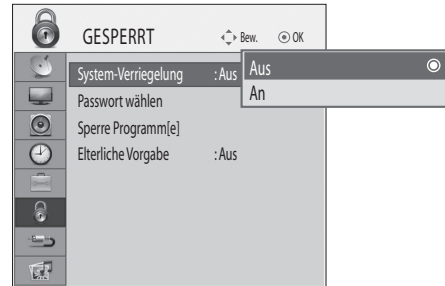 GESPERRT
Bew.
OK
System-Verriegelung : Aus
Passwort wählen
Sperre Programm[e]
Elterliche Vorgabe : Aus
Aus
An